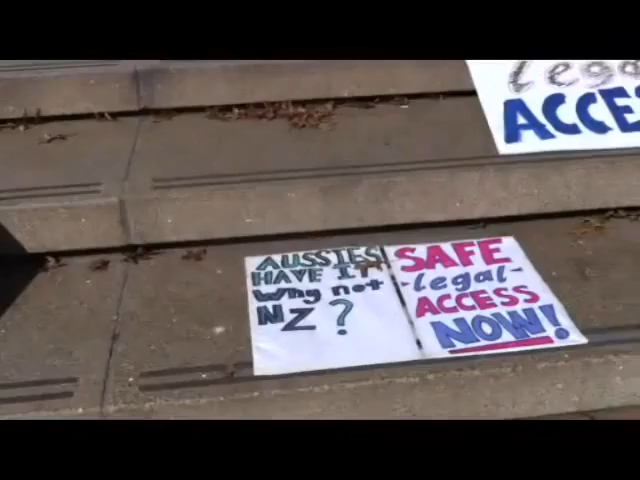 legal
ACCES
AUSSIES
HAVE IT
Why not
NZ ?
SAFE
-legal-
ACCESS
NOW!